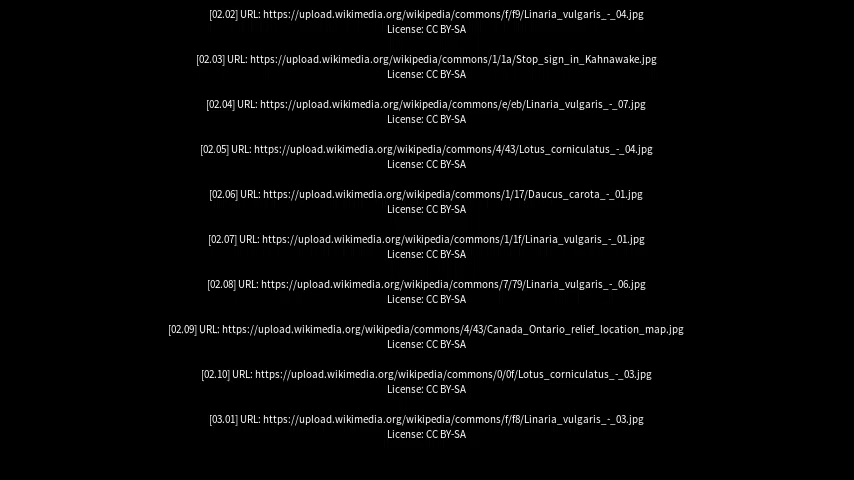 [02.02] URL: https://upload.wikimedia.org/wikipedia/commons/f/f9/Linaria_vulgaris_-_04.jpg
License: CC BY-SA
[02.03] URL: https://upload.wikimedia.org/wikipedia/commons/1/1a/Stop_sign_in_Kahnawake.jpg
License: CC BY-SA
[02.04] URL: https://upload.wikimedia.org/wikipedia/commons/e/eb/Linaria_vulgaris_-_07.jpg
License: CC BY-SA
[02.05] URL: https://upload.wikimedia.org/wikipedia/commons/4/43/Lotus_corniculatus_-_04.jpg
License: CC BY-SA
[02.06] URL: https://upload.wikimedia.org/wikipedia/commons/1/17/Daucus_carota_-_01.jpg
License: CC BY-SA
[02.07] URL: https://upload.wikimedia.org/wikipedia/commons/1/1f/Linaria_vulgaris_-_01.jpg
License: CC BY-SA
[02.08] URL: https://upload.wikimedia.org/wikipedia/commons/7/79/Linaria_vulgaris_-_06.jpg
License: CC BY-SA
[02.09] URL: https://upload.wikimedia.org/wikipedia/commons/4/43/Canada_Ontario_relief_location_map.jpg
License: CC BY-SA
[02.10] URL: https://upload.wikimedia.org/wikipedia/commons/0/0f/Lotus_corniculatus_-_03.jpg
License: CC BY-SA
[03.01] URL: https://upload.wikimedia.org/wikipedia/commons/f/f8/Linaria_vulgaris_-_03.jpg
License: CC BY-SA